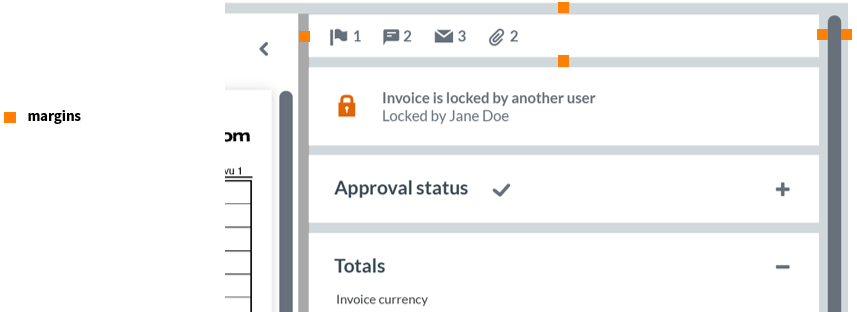 1 2 3 2
margins
Invoice is locked by another user
Locked by Jane Doe
om
vu 1
Approval status
Totals
Invoice currency